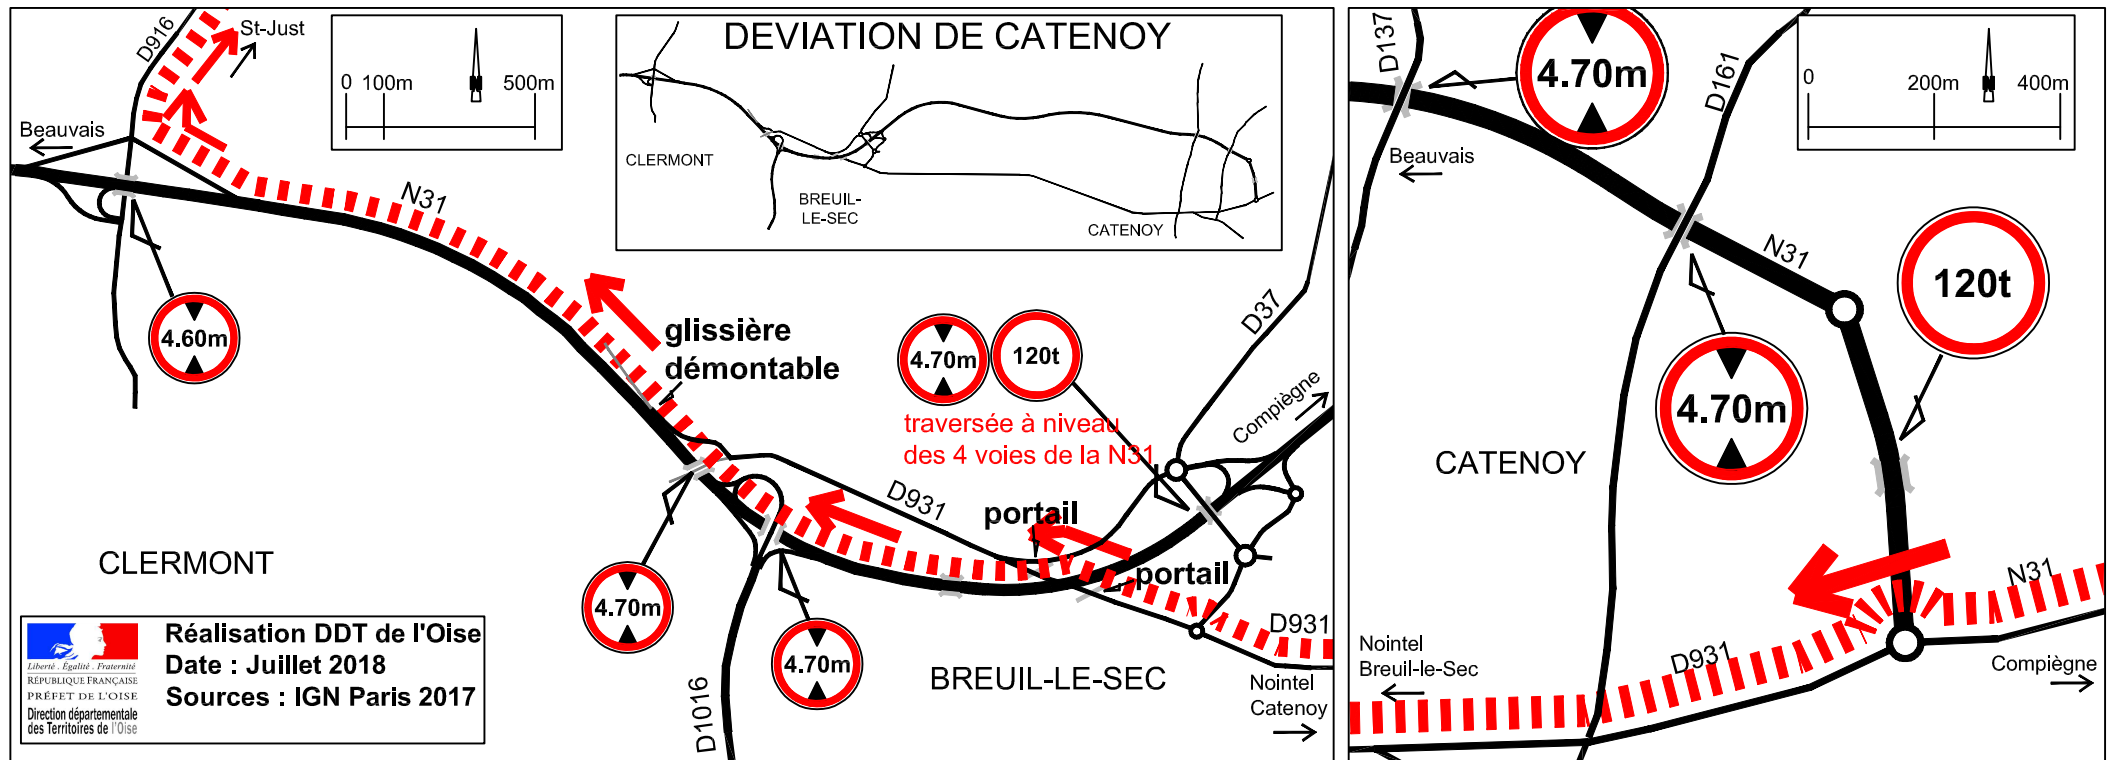 D916
St-Just
0 100m 500m
Beauvais
N31
DEVIATION DE CATENOY
CLERMONT
BREUIL-
LE-SEC
CATENOY
4.60m
glissière
démontable
4.70m
120t
D37
Compiègne
traversée à niveau
des 4 voies de la N31
D931
portail
portail
CLERMONT
4.70m
4.70m
D1016
BREUIL-LE-SEC
D931
Nointel
Catenoy
Liberté . Égalité . Fraternité
RÉPUBLIQUE FRANÇAISE
PRÉFET DE L'OISE
Direction départementale
des Territoires de l'Oise
Réalisation DDT de l'Oise
Date : Juillet 2018
Sources : IGN Paris 2017
D137
4.70m
D161
0 200m 400m
N
Beauvais
N31
120t
4.70m
CATENOY
N31
D931
Nointel
Breuil-le-Sec
Compiègne